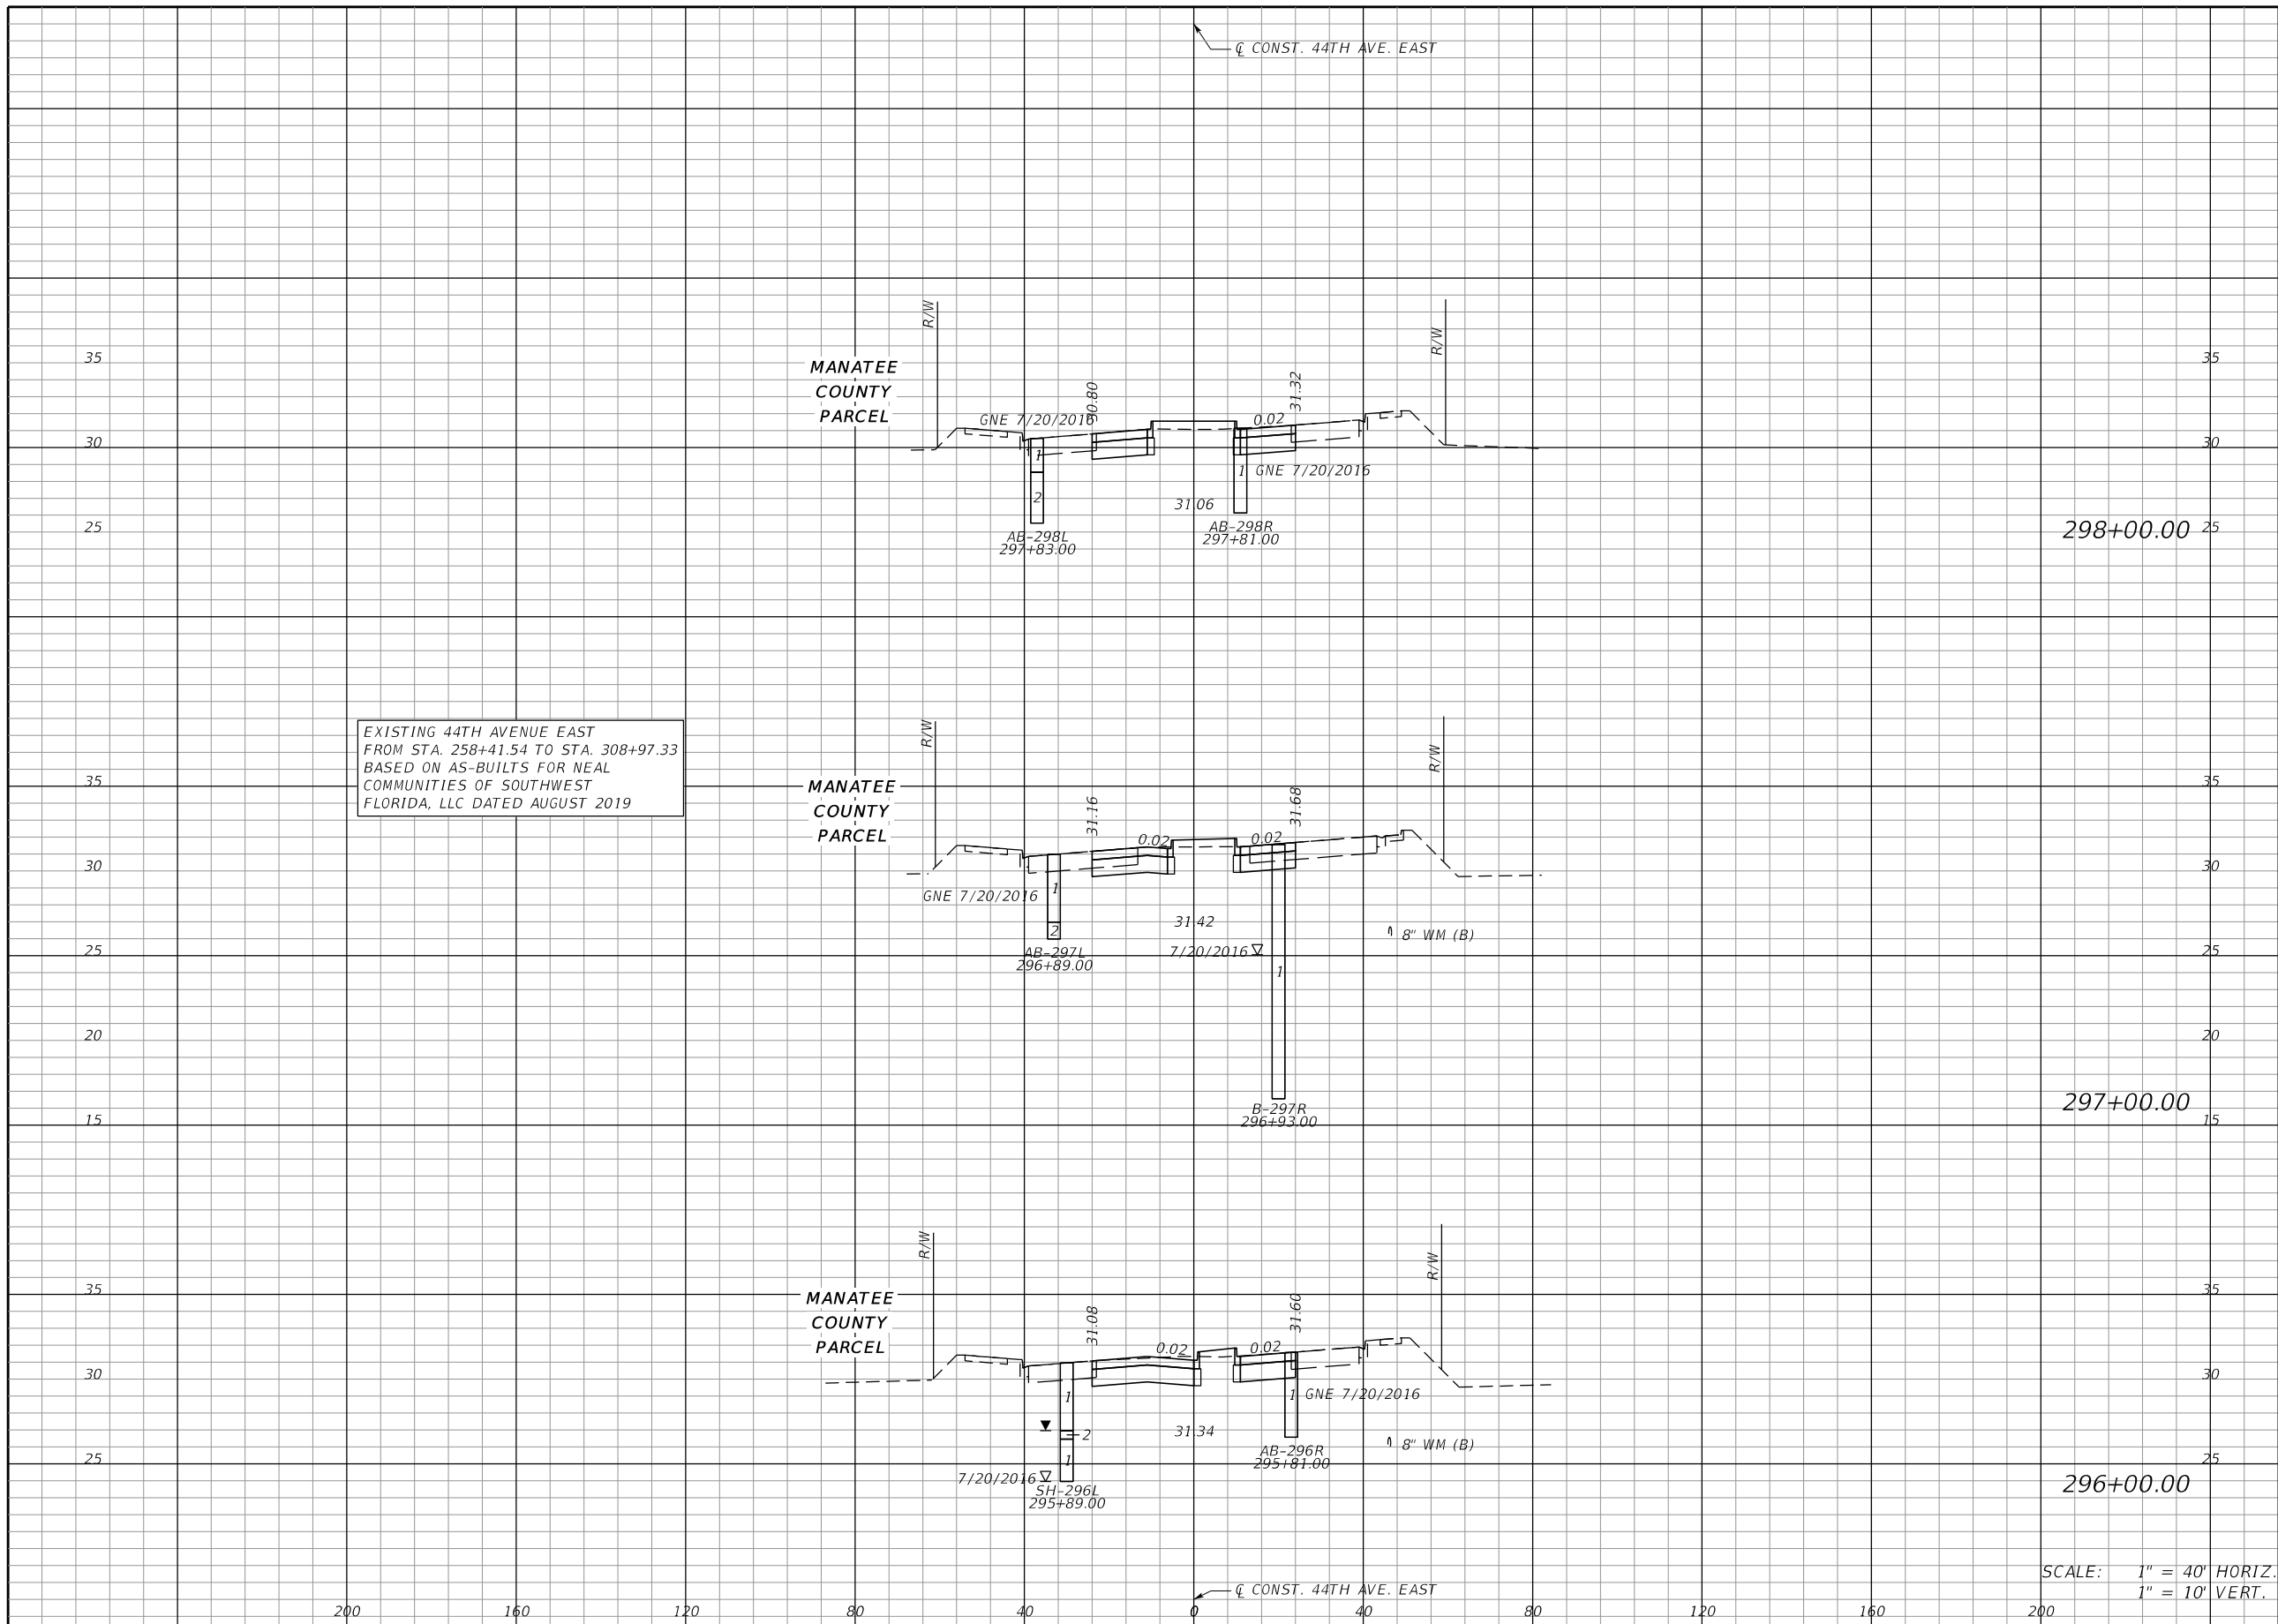 ℄ CONST. 44TH AVE. EAST
R/W
R/W
35
35
MANATEE
COUNTY
PARCEL
30.80
31.32
GNE 7/20/2016
0.02
30
30
1
1 GNE 7/20/2016
2
31.06
25
AB-298L
297+83.00
AB-298R
297+81.00
298+00.00
25
EXISTING 44TH AVENUE EAST
FROM STA. 258+41.54 TO STA. 308+97.33
BASED ON AS-BUILTS FOR NEAL
COMMUNITIES OF SOUTHWEST
FLORIDA, LLC DATED AUGUST 2019
R/W
R/W
35
35
MANATEE
COUNTY
PARCEL
31.16
31.68
0.02
0.02
30
30
GNE 7/20/2016
1
2
31.42
8" WM (B)
7/20/2016
25
25
AB-297L
296+89.00
1
20
20
B-297R
296+93.00
297+00.00
15
15
R/W
R/W
35
35
MANATEE
COUNTY
PARCEL
31.08
31.60
0.02
0.02
30
30
1
1 GNE 7/20/2016
2
31.34
8" WM (B)
1
25
25
AB-296R
295+81.00
7/20/2016
SH-296L
295+89.00
296+00.00
SCALE: 1" = 40' HORIZ.
1" = 10' VERT.
℄ CONST. 44TH AVE. EAST
200
160
120
80
40
0
40
80
120
160
200